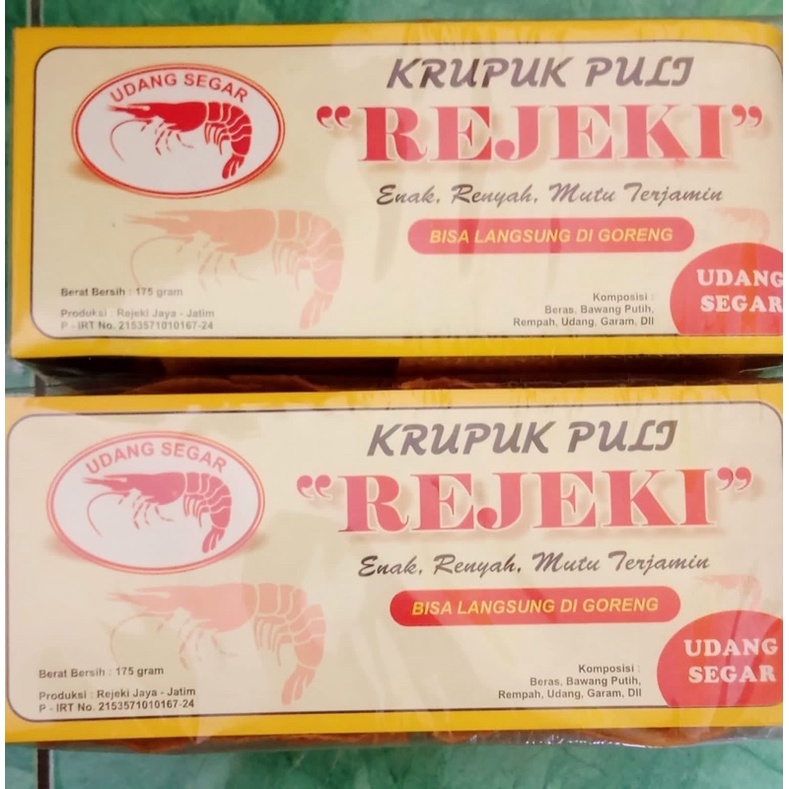 UDANG SEGAR
KRUPUK PULI
"REJEKI"
Enak, Renyah, Mutu Terjamin
BISA LANGSUNG DI GORENG
UDANG
SEGAR
Berat Bersih : 175 gram
Produksi : Rejeki Jaya - Jatim
P - IRT No. 2153571010167-24
Komposisi :
Beras, Bawang Putih,
Rempah, Udang, Garam, Dll
UDANG SEGAR
KRUPUK PULI
"REJEKI"
Enak, Renyah, Mutu Terjamin
BISA LANGSUNG DI GORENG
UDANG
SEGAR
Berat Bersih : 175 gram
Produksi : Rejeki Jaya - Jatim
P - IRT No. 2153571010167-24
Komposisi :
Beras, Bawang Putih,
Rempah, Udang, Garam, Dll